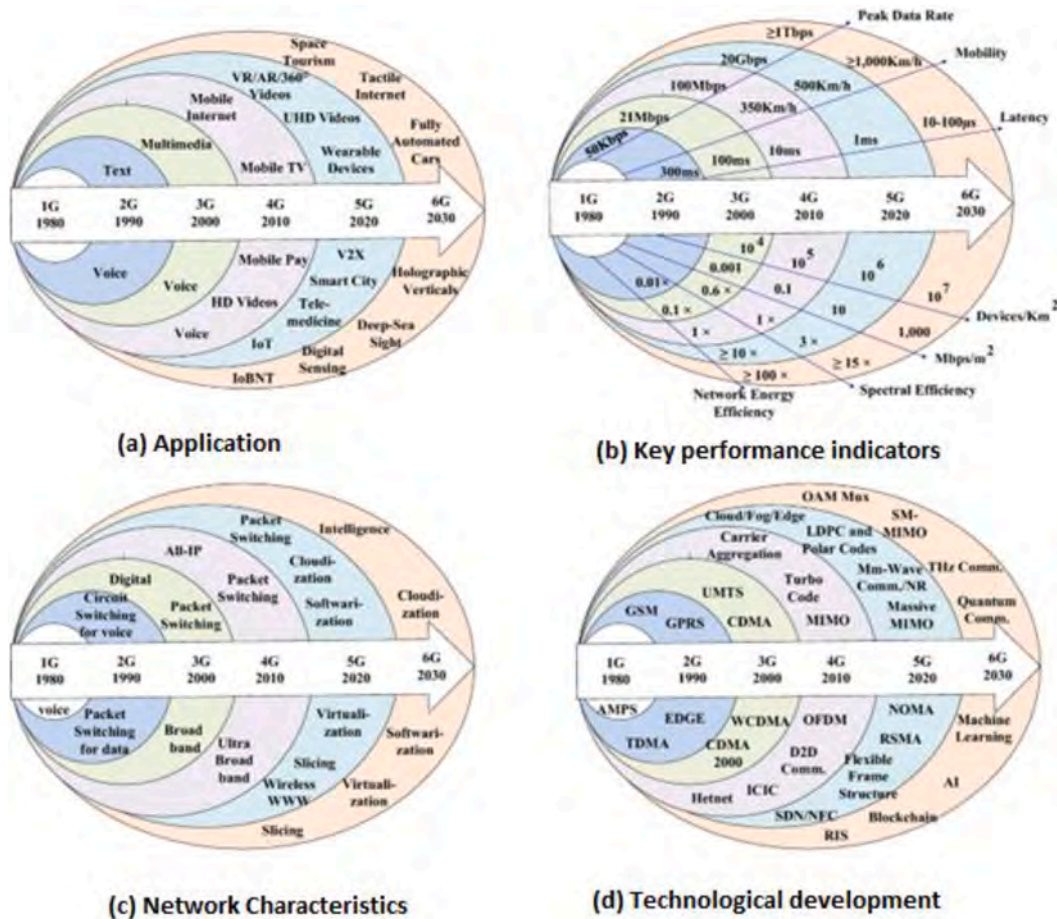 Space
Tourism
VR/AR/360°
Videos
Tactile
Internet
Mobile
Internet
UHD Videos
Fully
Automated
Cars
Multimedia
Wearable
Devices
Text
Mobile TV
1G
1980
2G
1990
3G
2000
4G
2010
5G
2020
6G
2030
Voice
Voice
Mobile Pay
V2X
Smart City
Holographic
Verticals
HD Videos
Tele-
medicine
Voice
IoT
Deep-Sea
Sight
Digital
Sensing
IoBNT
(a) Application
Peak Data Rate
≥1Tbps
Mobility
20Gbps
≥1,000Km/h
100Mbps
500Km/h
350Km/h
21Mbps
10-100μs
Latency
50Kbps
1ms
10ms
100ms
300ms
1G
1980
2G
1990
3G
2000
4G
2010
5G
2020
6G
2030
10^4
10^5
10^6
10^7
0.001
0.01×
0.6×
0.1
0.1 ×
1 ×
10
1,000
Devices/Km^2
1 ×
3 ×
≥ 10 ×
≥ 15 ×
Mbps/m^2
≥ 100 ×
Spectral Efficiency
Network Energy
Efficiency
(b) Key performance indicators
Packet
Switching
Intelligence
All-IP
Cloudi-
zation
Digital
Packet
Switching
Circuit
Switching
for voice
Packet
Switching
Softwari-
zation
Cloudi-
zation
1G
1980
2G
1990
3G
2000
4G
2010
5G
2020
6G
2030
voice
Packet
Switching
for data
Broad
band
Virtuali-
zation
Softwari-
zation
Ultra
Broad
band
Slicing
Wireless
WWW
Virtuali-
zation
Slicing
(c) Network Characteristics
OAM Mux
Cloud/Fog/Edge
SM-
MIMO
Carrier
Aggregation
LDPC and
Polar Codes
Mm-Wave
Comm./NR
THz Comm.
UMTS
Turbo
Code
GSM
GPRS
CDMA
MIMO
Massive
MIMO
Quantum
Comm.
1G
1980
2G
1990
3G
2000
4G
2010
5G
2020
6G
2030
AMPS
EDGE
WCDMA
OFDM
NOMA
Machine
Learning
TDMA
CDMA
2000
D2D
Comm.
RSMA
Flexible
Frame
Structure
AI
Hetnet
ICIC
SDN/NFC
Blockchain
RIS
(d) Technological development